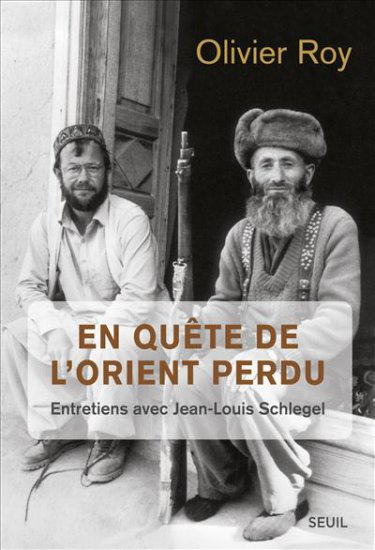 Olivier Roy
EN QUÊTE DE
L'ORIENT PERDU
Entretiens avec Jean-Louis Schlegel
SEUIL